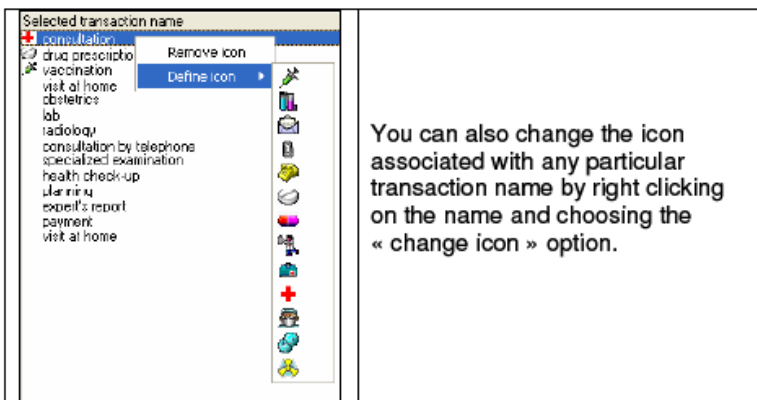 Selected transaction name
consultation
drug prescriptio
vaccination
visit at home
obstetrics
lab
radiology
consultation by telephone
specialized examination
health check-up
planning
expert's report
payment
visit at home
Remove icon
Define icon
You can also change the icon
associated with any particular
transaction name by right clicking
on the name and choosing the
« change icon » option.